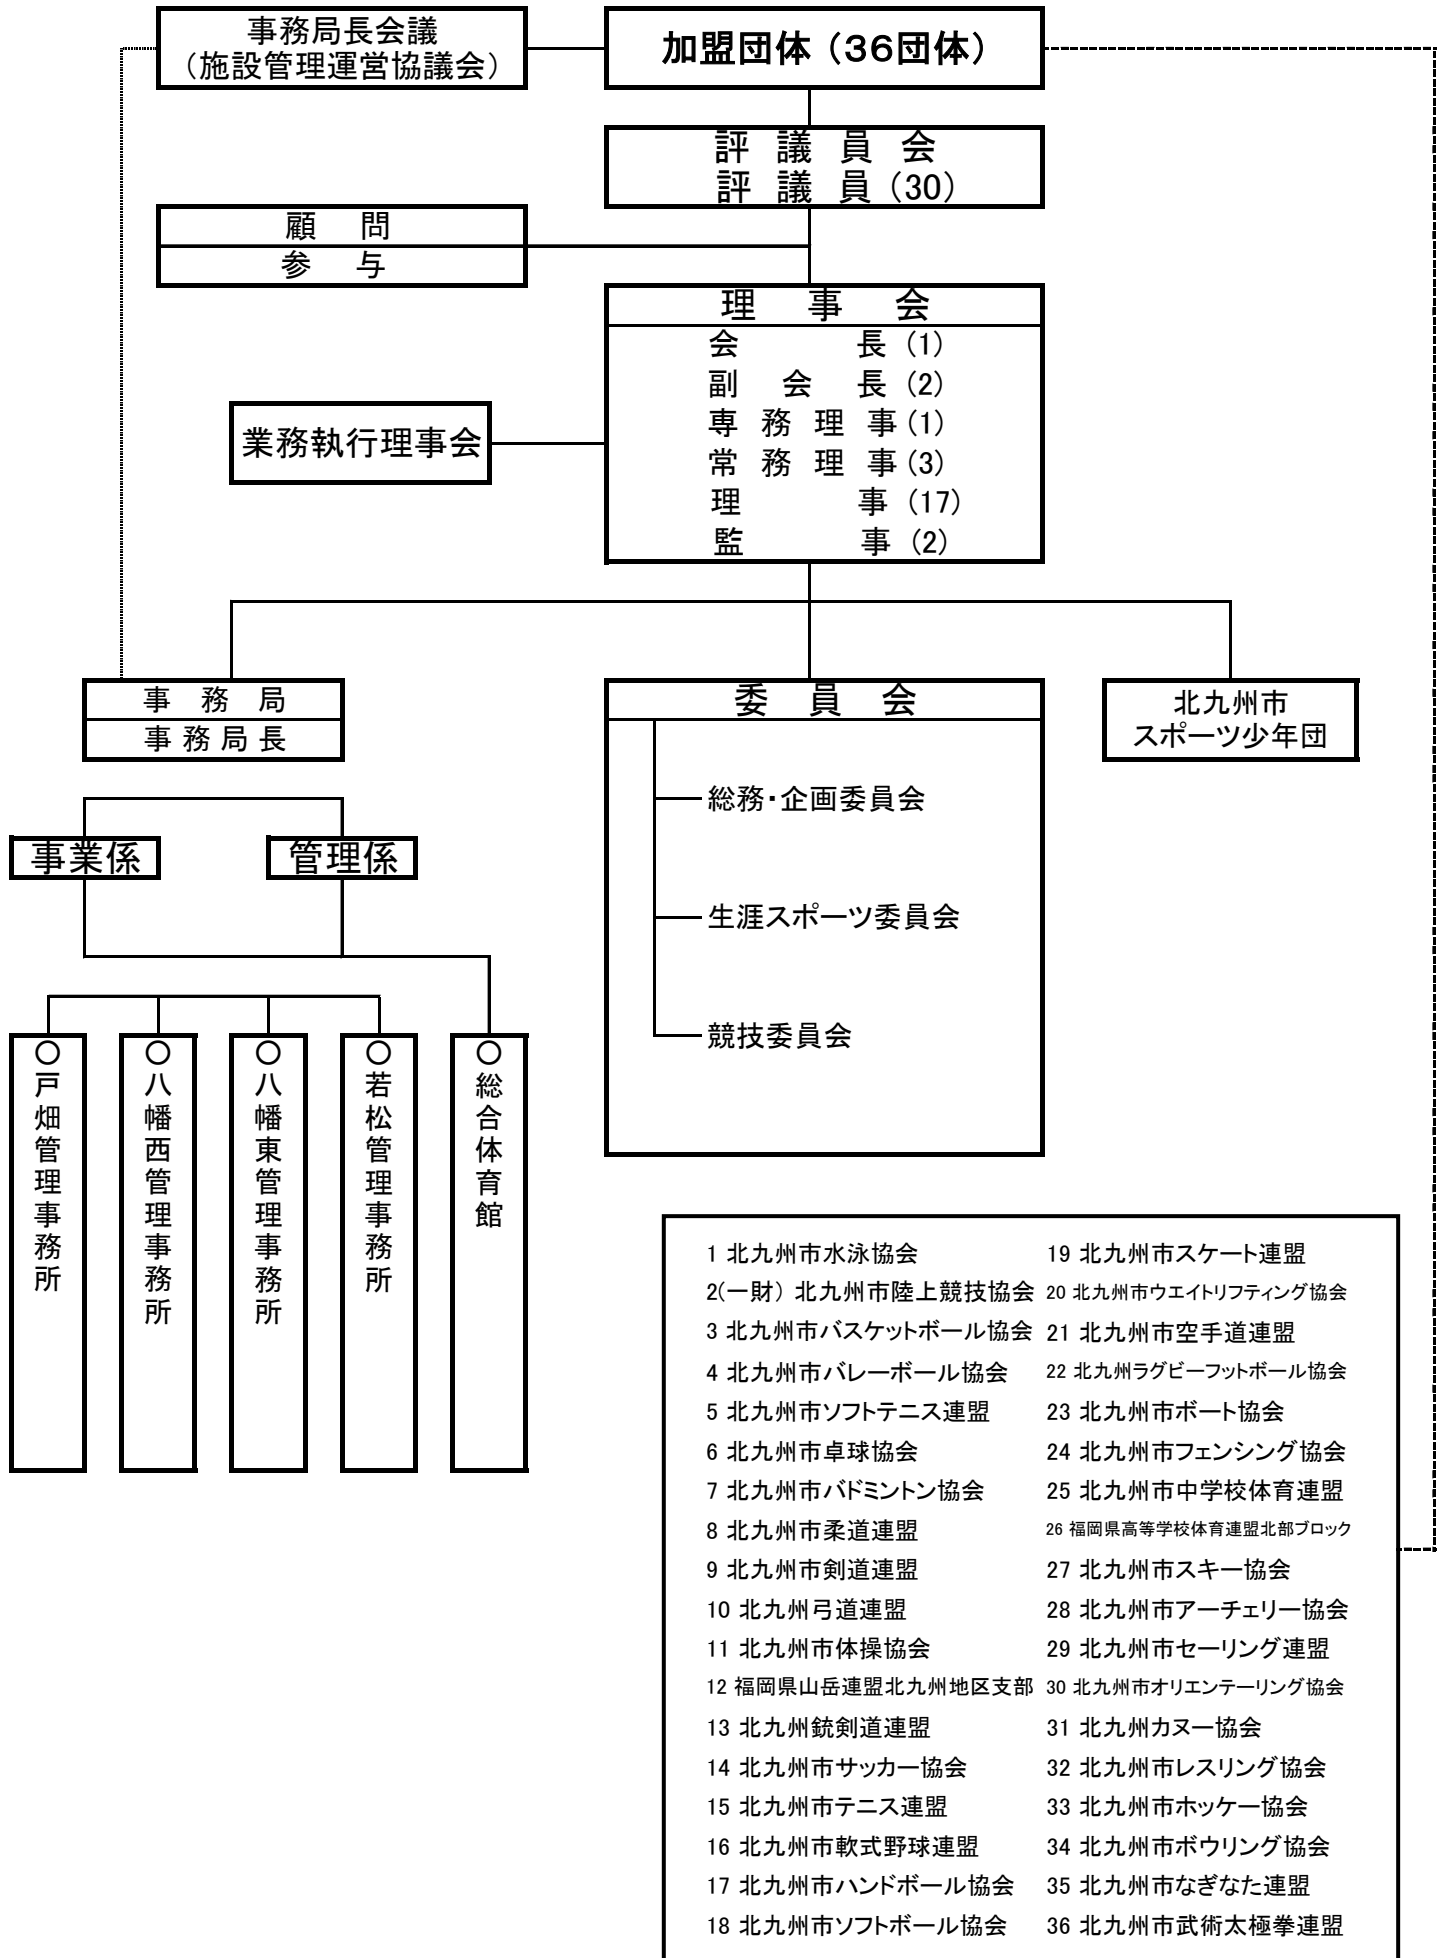 事務局長会議
（施設管理運営協議会）
加盟団体（36団体）
評議員会
評議員（30）
顧問
参与
理事会
会長（1）
副会長（2）
専務理事（1）
常務理事（3）
理事（17）
監事（2）
業務執行理事会
事務局
事務局長
委員会
総務・企画委員会
生涯スポーツ委員会
競技委員会
北九州市
スポーツ少年団
事業係
管理係
○戸畑管理事務所
○八幡西管理事務所
○八幡東管理事務所
○若松管理事務所
○総合体育館
1 北九州市水泳協会
2(一財) 北九州市陸上競技協会
3 北九州市バスケットボール協会
4 北九州市バレーボール協会
5 北九州市ソフトテニス連盟
6 北九州市卓球協会
7 北九州市バドミントン協会
8 北九州市柔道連盟
9 北九州市剣道連盟
10 北九州弓道連盟
11 北九州市体操協会
12 福岡県山岳連盟北九州地区支部
13 北九州銃剣道連盟
14 北九州市サッカー協会
15 北九州市テニス連盟
16 北九州市軟式野球連盟
17 北九州市ハンドボール協会
18 北九州市ソフトボール協会
19 北九州市スケート連盟
20 北九州市ウエイトリフティング協会
21 北九州市空手道連盟
22 北九州ラグビーフットボール協会
23 北九州市ボート協会
24 北九州市フェンシング協会
25 北九州市中学校体育連盟
26 福岡県高等学校体育連盟北部ブロック
27 北九州市スキー協会
28 北九州市アーチェリー協会
29 北九州市セーリング連盟
30 北九州市オリエンテーリング協会
31 北九州カヌー協会
32 北九州市レスリング協会
33 北九州市ホッケー協会
34 北九州市ボウリング協会
35 北九州市なぎなた連盟
36 北九州市武術太極拳連盟